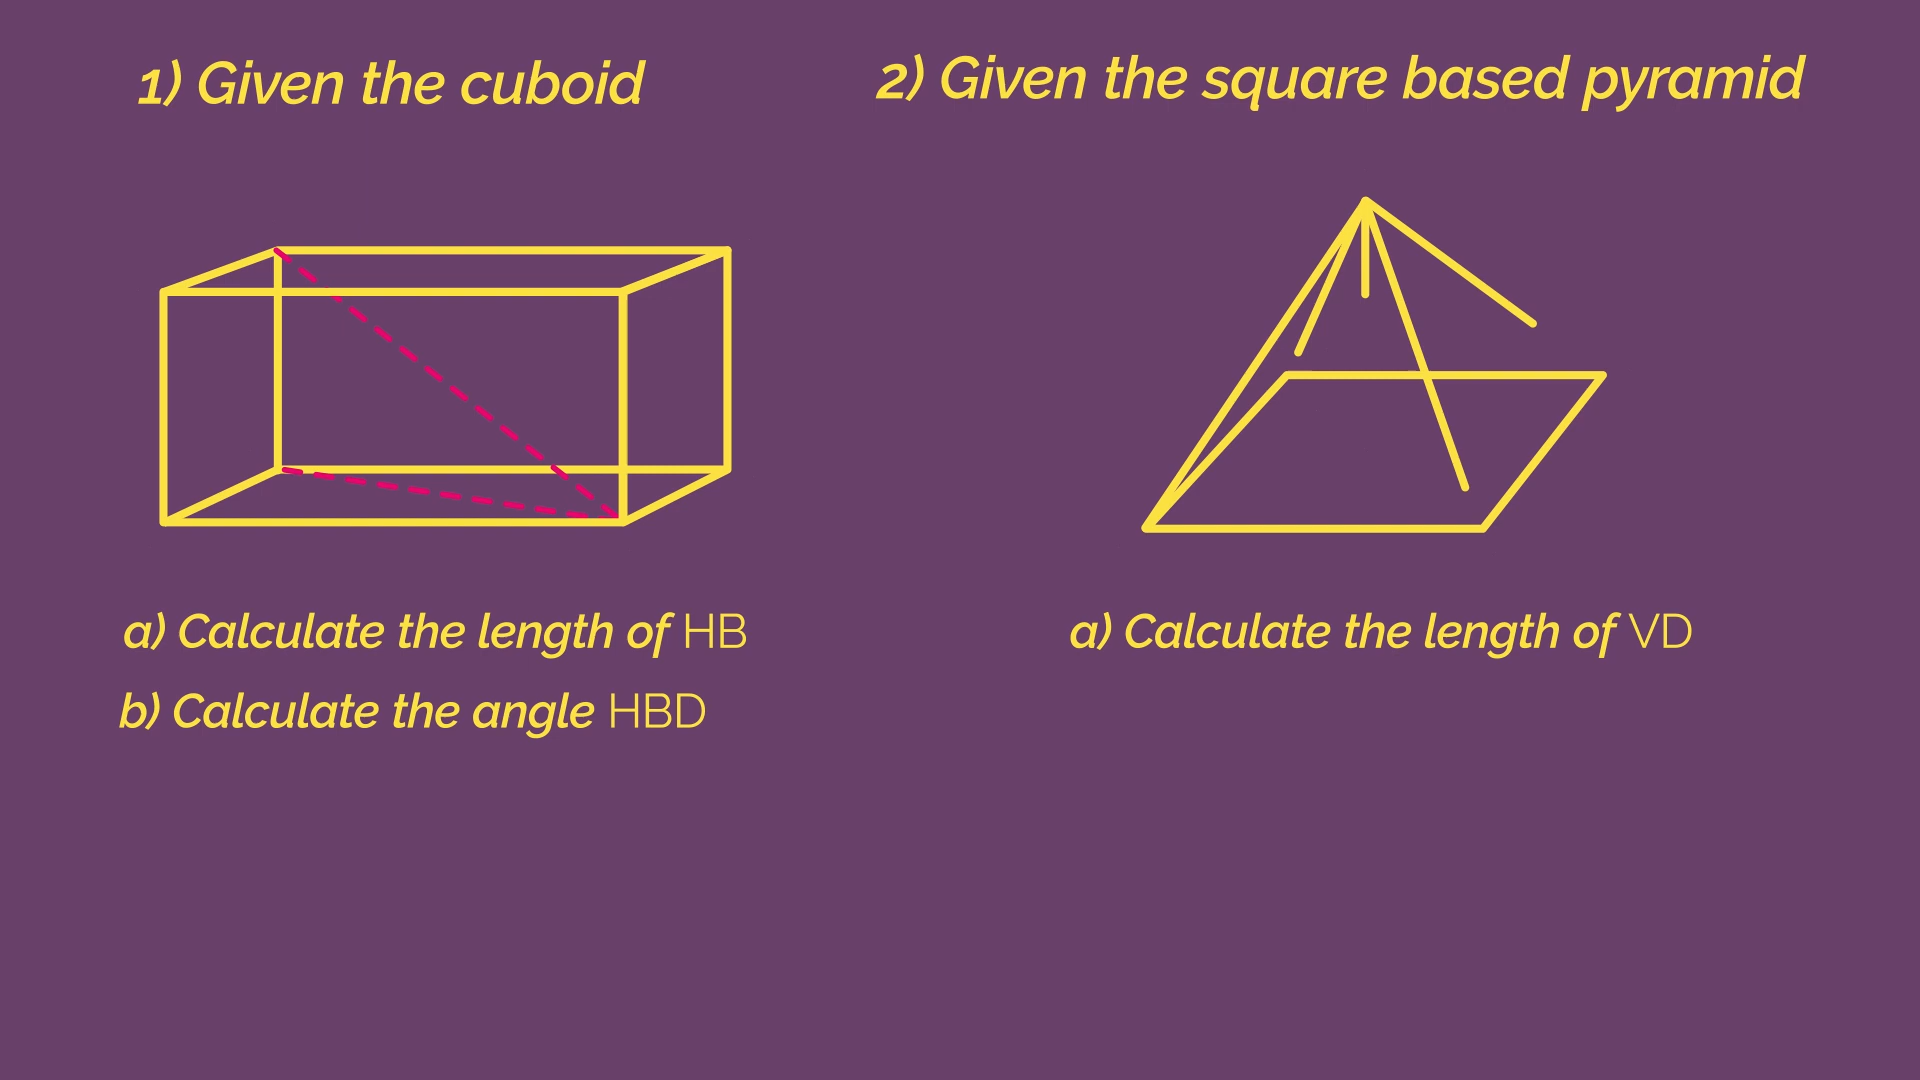 1) Given the cuboid
a) Calculate the length of HB
b) Calculate the angle HBD
2) Given the square based pyramid
a) Calculate the length of VD